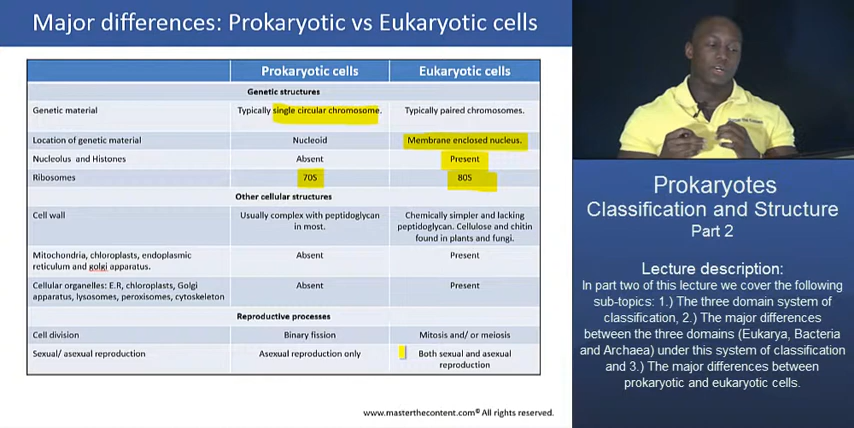 Major differences: Prokaryotic vs Eukaryotic cells
Prokaryotic cells Eukaryotic cells
Genetic structures
Genetic material Typically single circular chromosome. Typically paired chromosomes.
Location of genetic material Nucleoid Membrane enclosed nucleus.
Nucleolus and Histones Absent Present
Ribosomes 70S 80S
Other cellular structures
Cell wall Usually complex with peptidoglycan Chemically simpler and lacking
in most. peptidoglycan. Cellulose and chitin
found in plants and fungi.
Mitochondria, chloroplasts, endoplasmic Absent Present
reticulum and golgi apparatus.
Cellular organelles: E.R, chloroplasts, Golgi Absent Present
apparatus, lysosomes, peroxisomes, cytoskeleton
Reproductive processes
Cell division Binary fission Mitosis and/ or meiosis
Sexual/ asexual reproduction Asexual reproduction only Both sexual and asexual
reproduction
www.masterthecontent.com© All rights reserved.
Prokaryotes
Classification and Structure
Part 2
Lecture description:
In part two of this lecture we cover the following
sub-topics: 1.) The three domain system of
classification, 2.) The major differences
between the three domains (Eukarya, Bacteria
and Archaea) under this system of classification
and 3.) The major differences between
prokaryotic and eukaryotic cells.